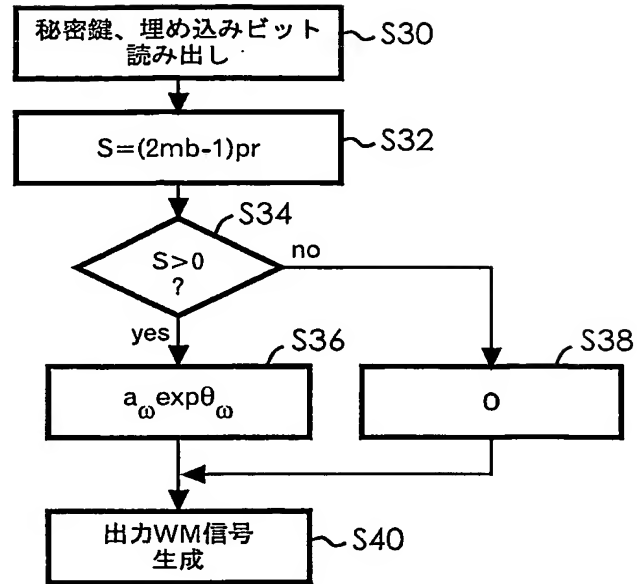 秘密鍵、埋め込みビット
読み出し
S30
S=(2mb-1)pr
S32
S34
S>0
?
no
yes
S36
aωexpθω
S38
0
出力WM信号
生成
S40